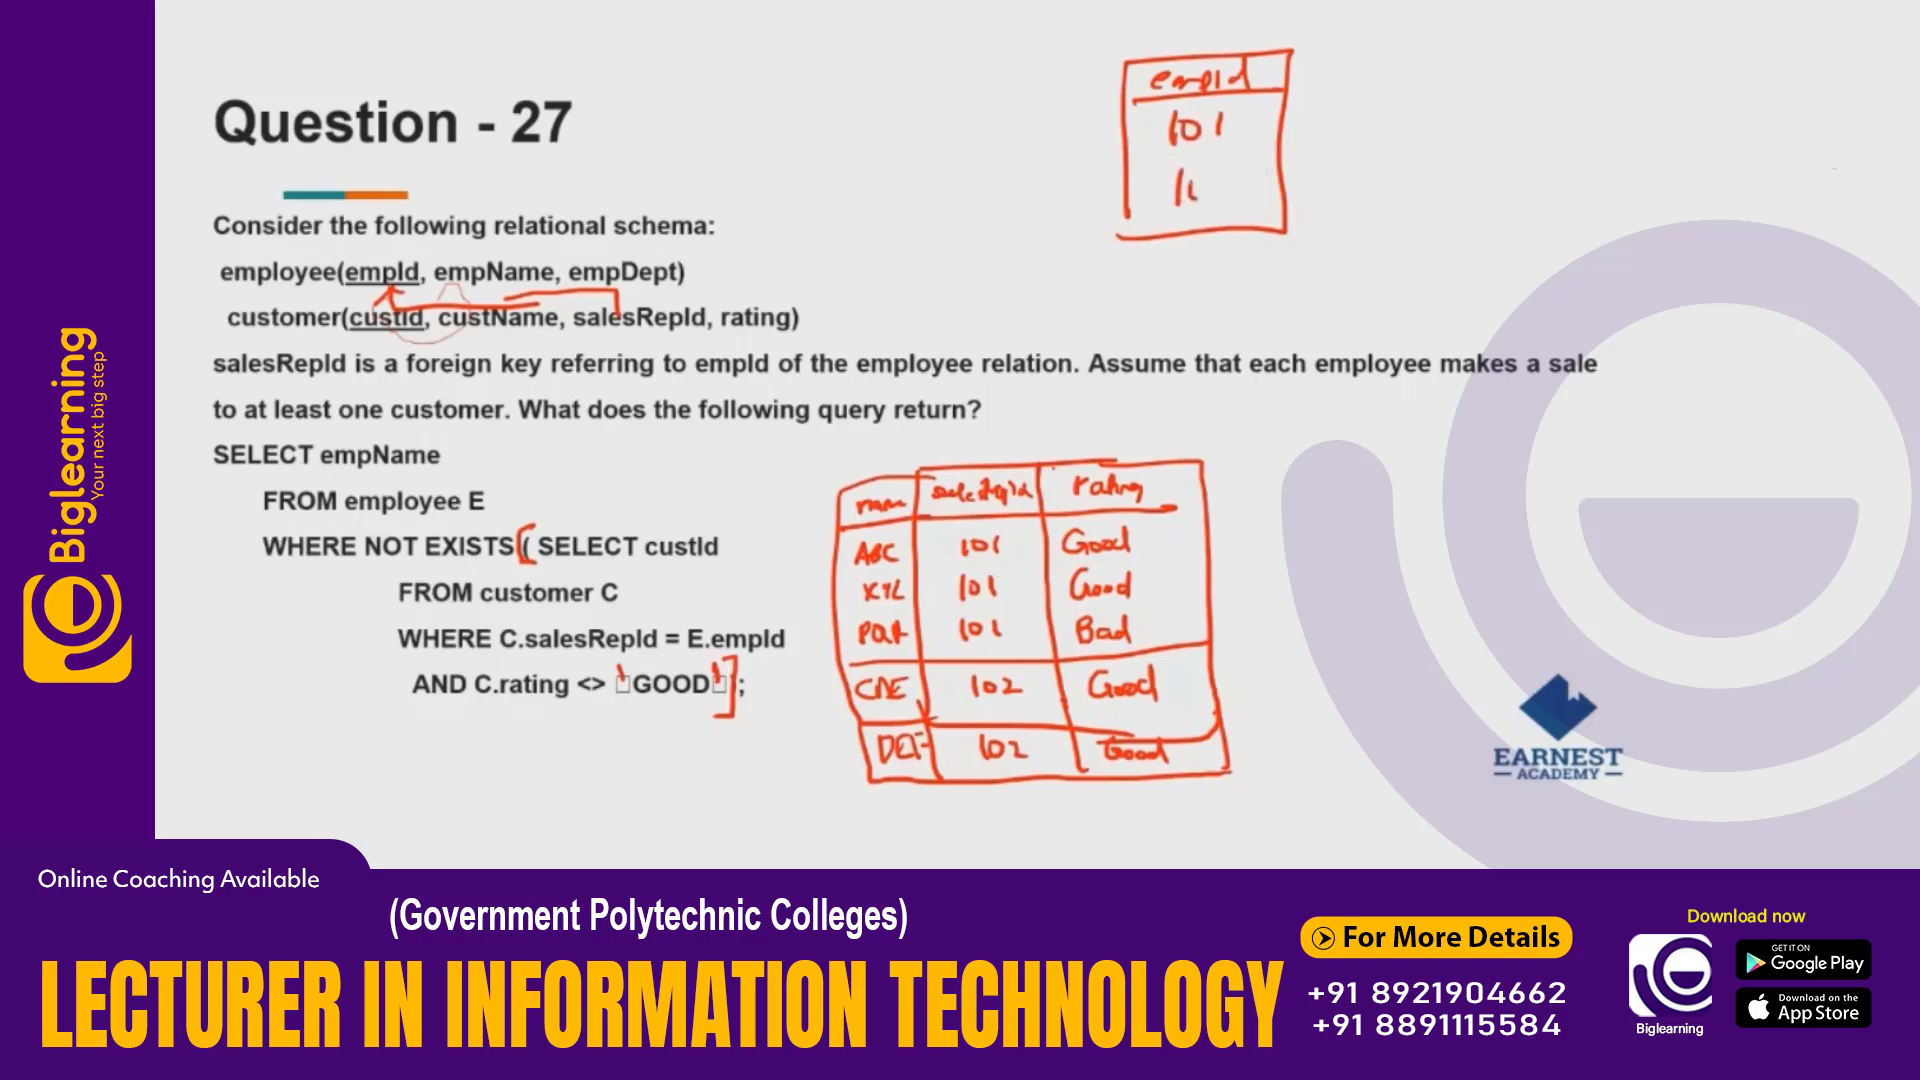 Biglearning
Your next big step
Question - 27
Consider the following relational schema:
employee(empId, empName, empDept)
customer(custId, custName, salesRepId, rating)
salesRepId is a foreign key referring to empId of the employee relation. Assume that each employee makes a sale
to at least one customer. What does the following query return?
SELECT empName
FROM employee E
WHERE NOT EXISTS ( SELECT custId
FROM customer C
WHERE C.salesRepId = E.empId
AND C.rating <> □GOOD□);
empId
101
salesRepId rating
ABC 101 Good
101 Good
101 Bad
102 Good
DEF 102 Good
EARNEST
ACADEMY
Online Coaching Available
(Government Polytechnic Colleges)
LECTURER IN INFORMATION TECHNOLOGY
For More Details
+91 8921904662
+91 8891115584
Download now
Biglearning
GET IT ON
Google Play
Download on the
App Store